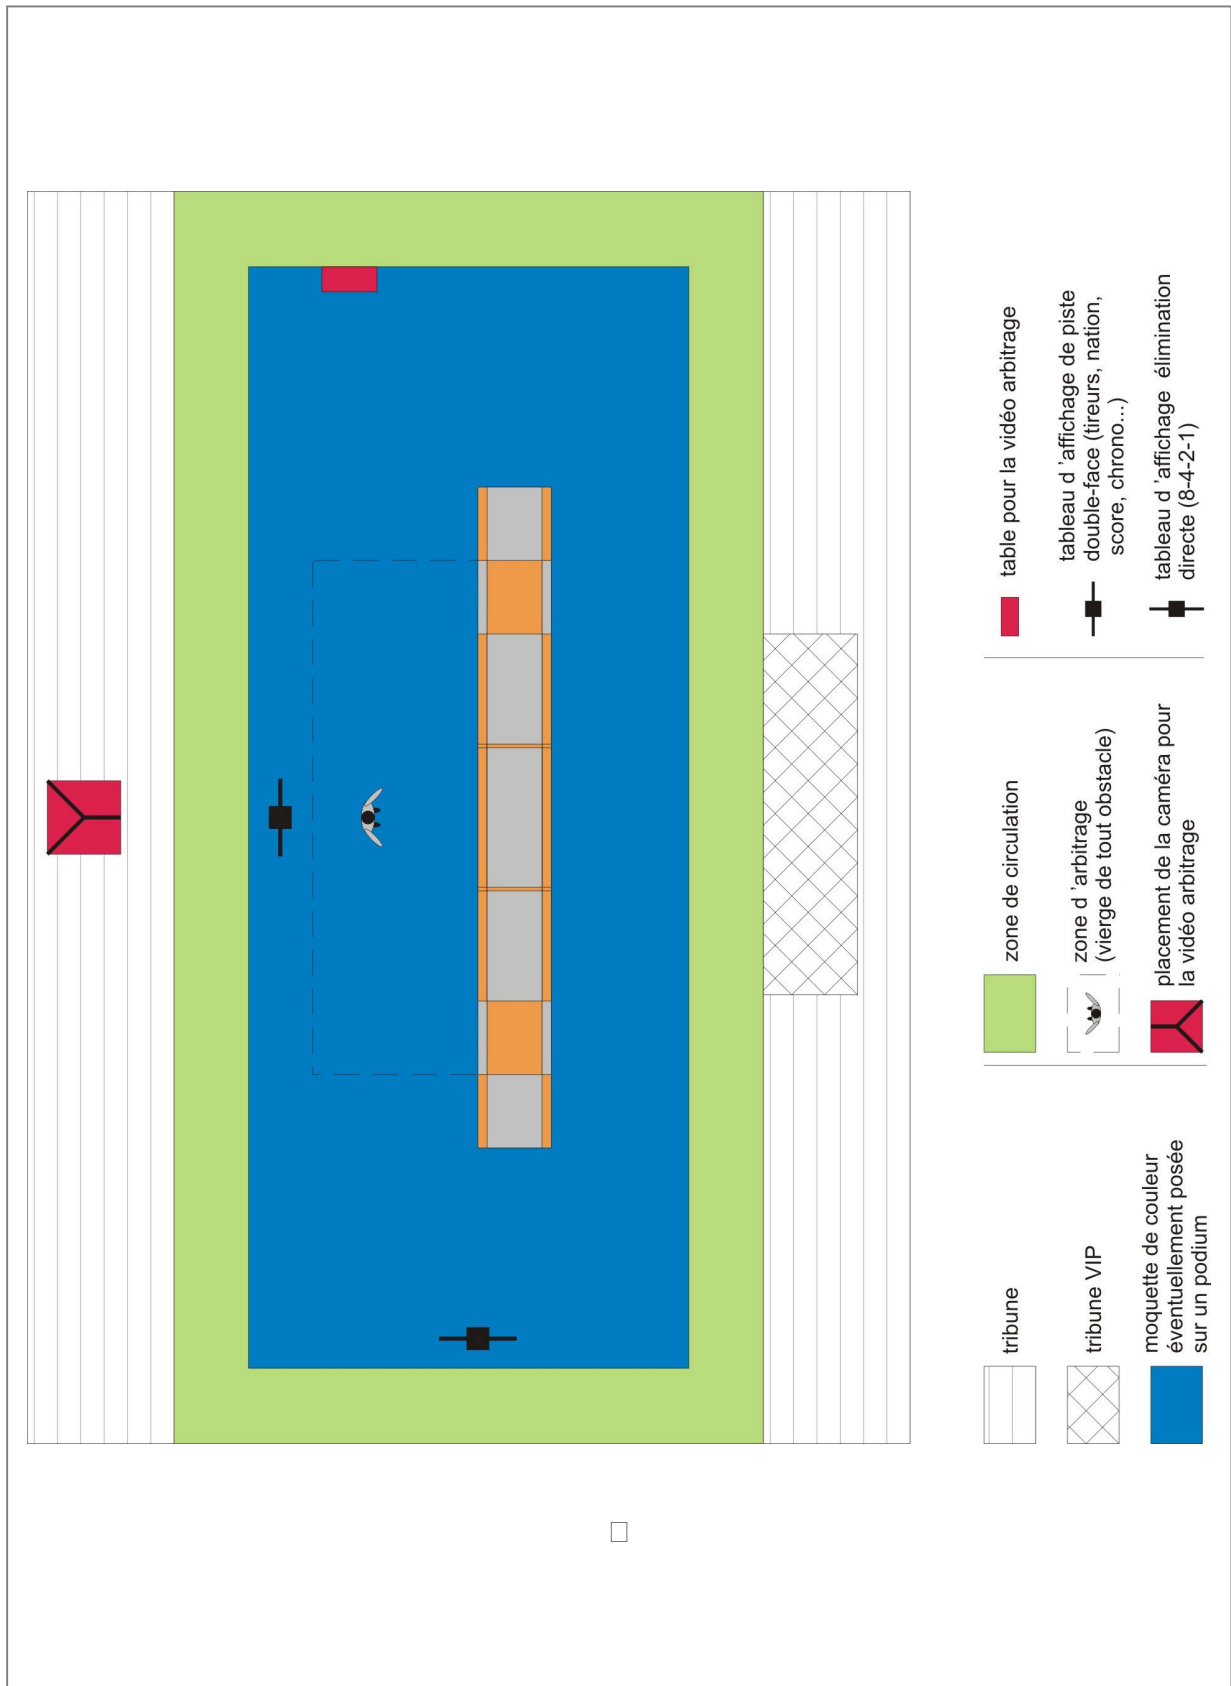 tribune
tribune VIP
moquette de couleur
éventuellement posée
sur un podium
zone de circulation
zone d 'arbitrage
(vierge de tout obstacle)
placement de la caméra pour
la vidéo arbitrage
table pour la vidéo arbitrage
tableau d 'affichage de piste
double-face (tireurs, nation,
score, chrono...)
tableau d 'affichage élimination
directe (8-4-2-1)